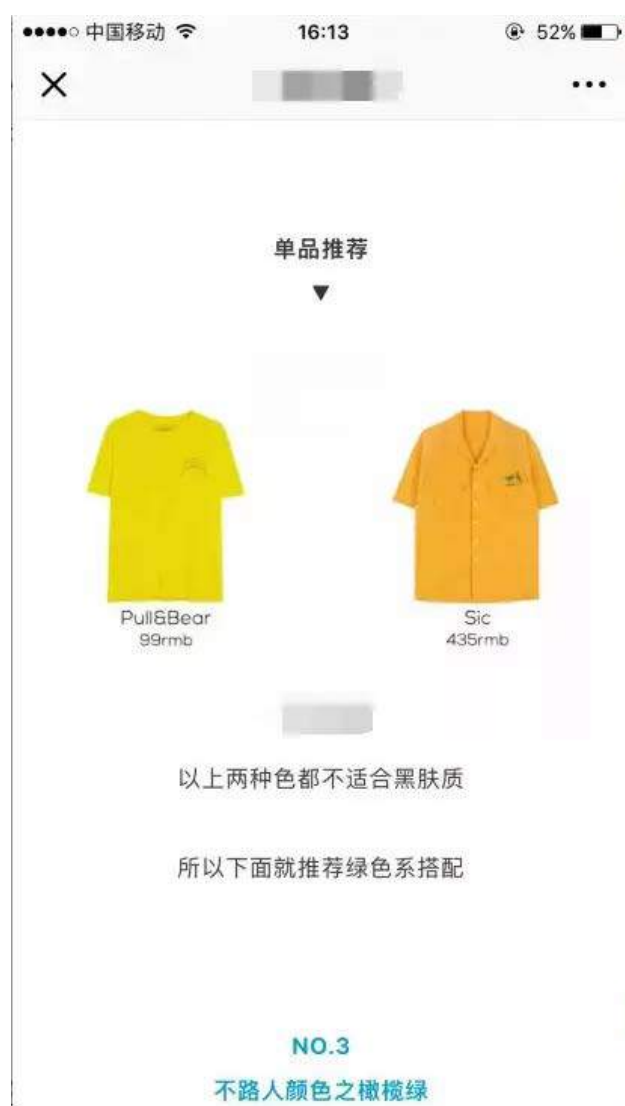 中国移动 16:13 52%
单品推荐
Pull&Bear
99rmb
Sic
435rmb
以上两种色都不适合黑肤质
所以下面就推荐绿色系搭配
NO.3
不路人颜色之橄榄绿